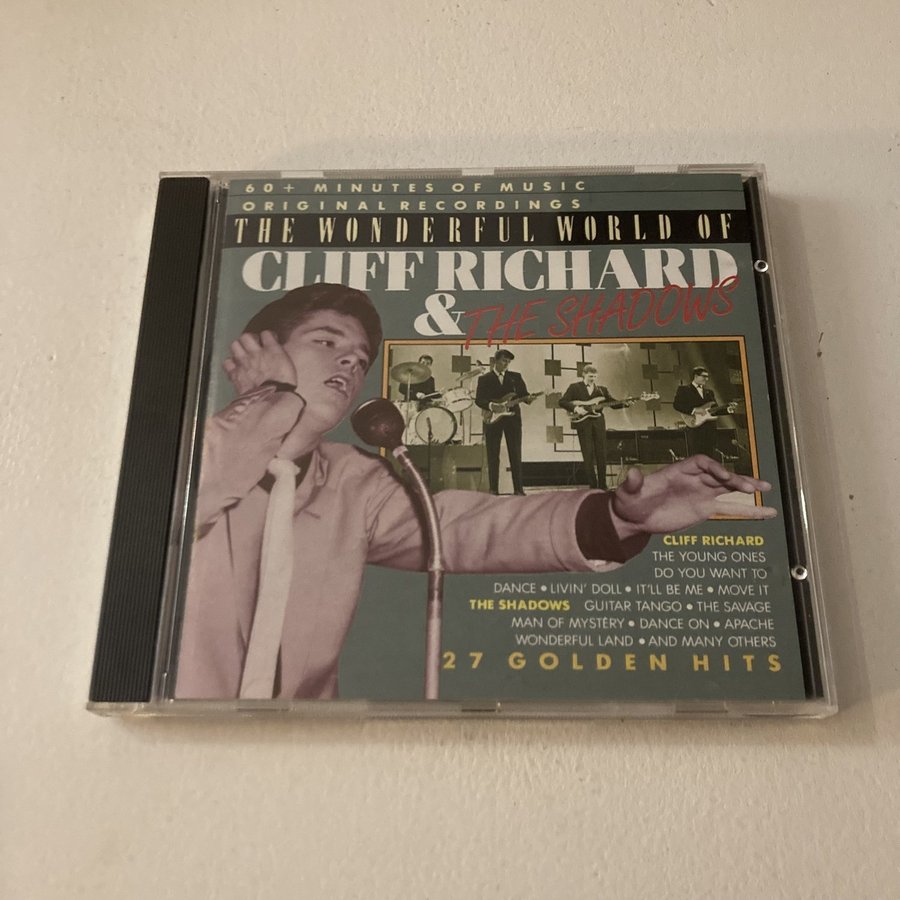 60+ MINUTES OF MUSIC
ORIGINAL RECORDINGS
THE WONDERFUL WORLD OF
CLIFF RICHARD
& THE SHADOWS
CLIFF RICHARD
THE YOUNG ONES
DO YOU WANT TO
DANCE • LIVIN' DOLL • IT'LL BE ME • MOVE IT
THE SHADOWS GUITAR TANGO • THE SAVAGE
MAN OF MYSTERY • DANCE ON • APACHE
WONDERFUL LAND • AND MANY OTHERS
27 GOLDEN HITS